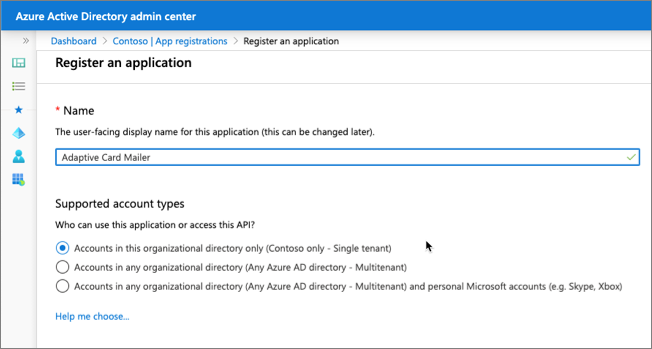 Azure Active Directory admin center
» Dashboard > Contoso | App registrations > Register an application
Register an application
* Name
The user-facing display name for this application (this can be changed later).
Adaptive Card Mailer
Supported account types
Who can use this application or access this API?
Accounts in this organizational directory only (Contoso only - Single tenant)
Accounts in any organizational directory (Any Azure AD directory - Multitenant)
Accounts in any organizational directory (Any Azure AD directory - Multitenant) and personal Microsoft accounts (e.g. Skype, Xbox)
Help me choose...